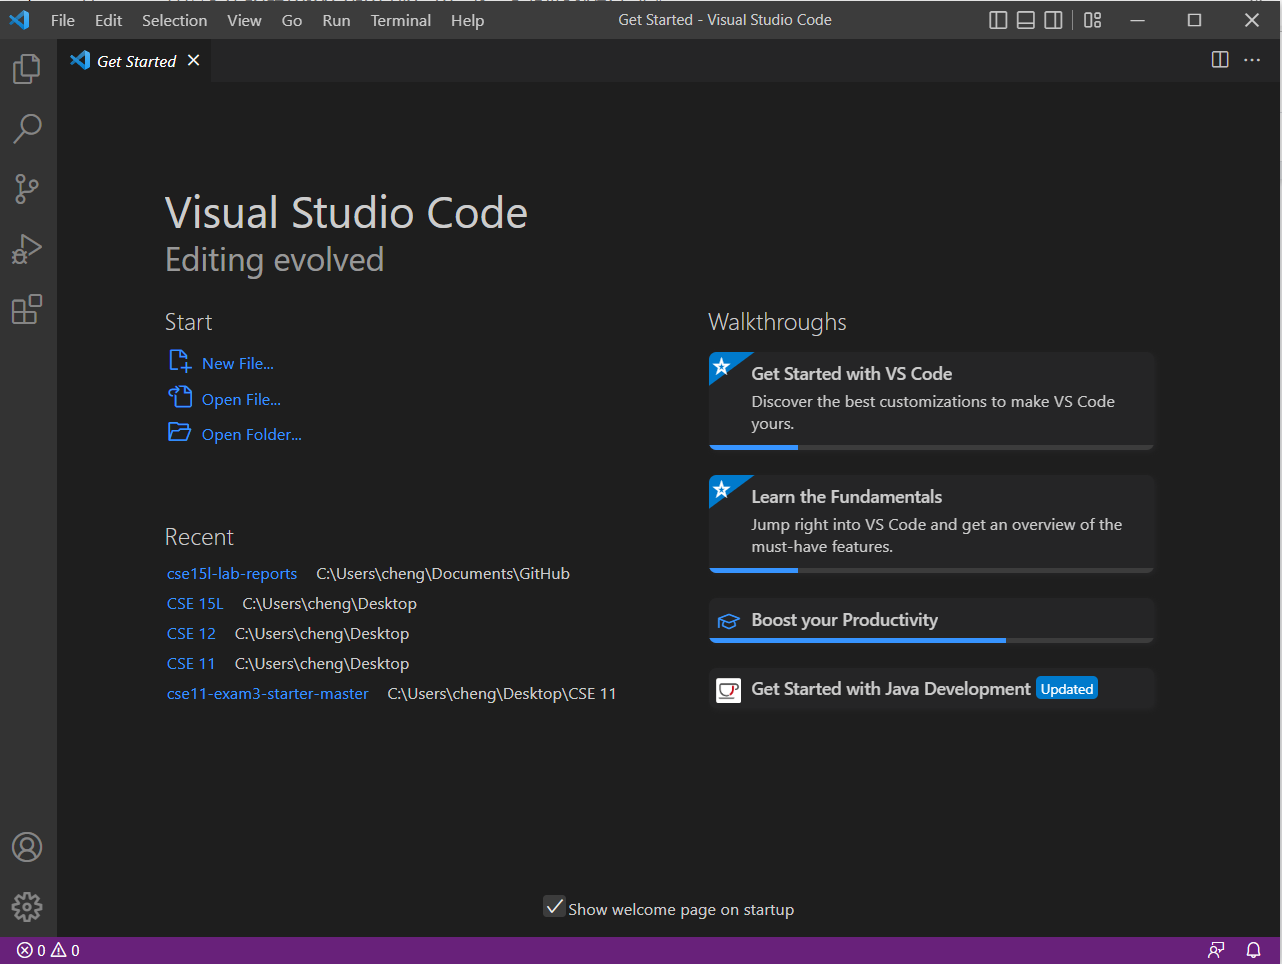 File Edit Selection View Go Run Terminal Help Get Started - Visual Studio Code
Get Started
Visual Studio Code
Editing evolved
Start
New File...
Open File...
Open Folder...
Recent
cse15l-lab-reports C:\Users\cheng\Documents\GitHub
CSE 15L C:\Users\cheng\Desktop
CSE 12 C:\Users\cheng\Desktop
CSE 11 C:\Users\cheng\Desktop
cse11-exam3-starter-master C:\Users\cheng\Desktop\CSE 11
Walkthroughs
Get Started with VS Code
Discover the best customizations to make VS Code
yours.
Learn the Fundamentals
Jump right into VS Code and get an overview of the
must-have features.
Boost your Productivity
Get Started with Java Development Updated
Show welcome page on startup
0 0